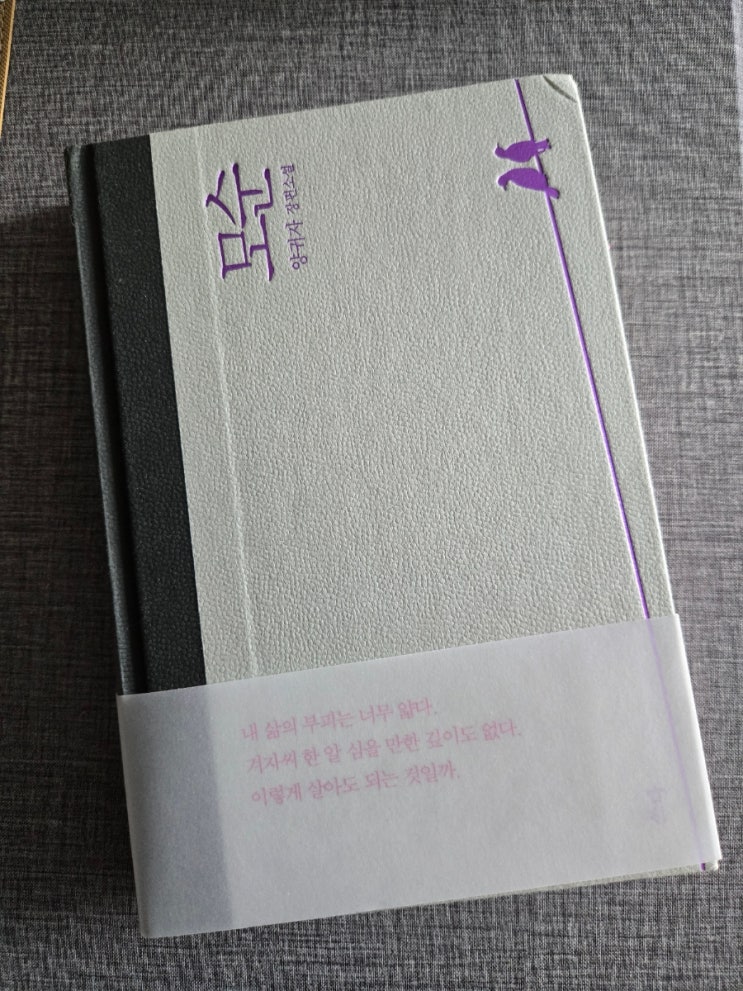 모순
양귀자 장편소설
내 삶의 부피는 너무 얇다.
겨자씨 한 알 심을 만한 깊이도 없다.
이렇게 살아도 되는 것일까.